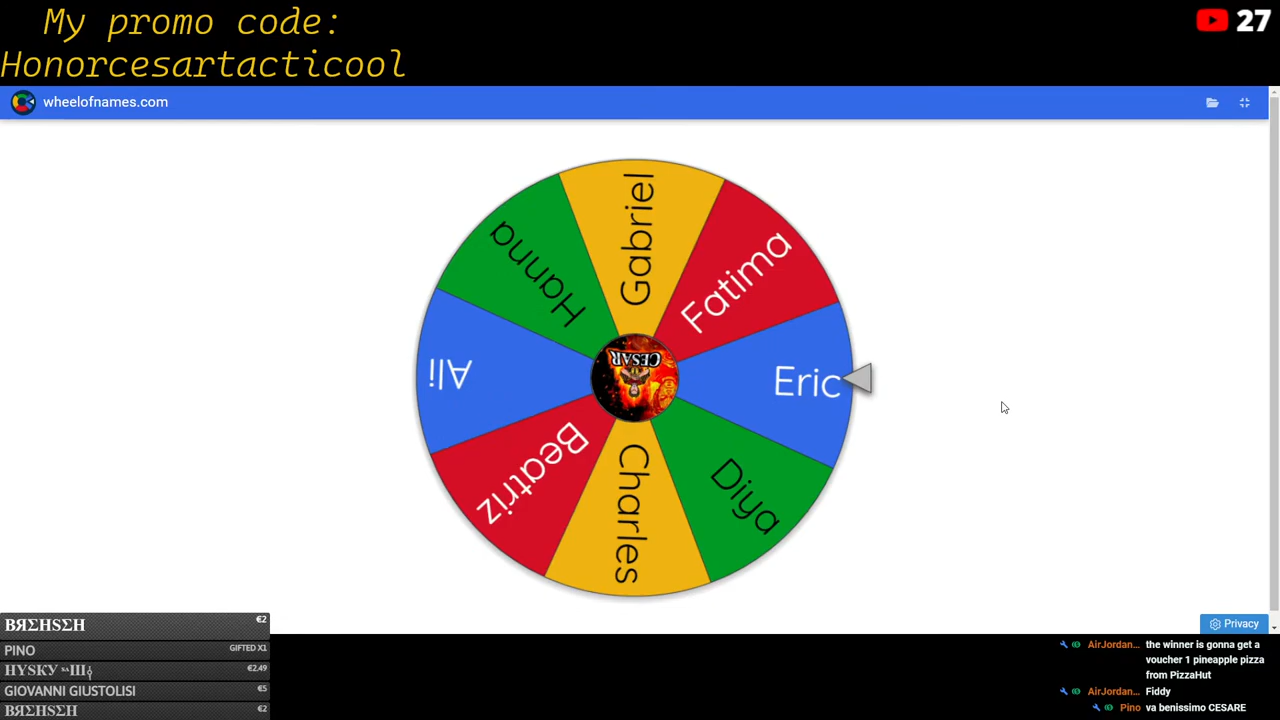 My promo code:
Honorcesartacticool
27
wheelofnames.com
Gabriel
Fatima
Hanna
Eric
Ali
CESAR
Beatriz
Diya
Charles
Privacy
BЯΣHSΣH €2
PINO GIFTED X1
€2.49
GIOVANNI GIUSTOLISI €5
BЯΣHSΣH €2
AirJordan... the winner is gonna get a
voucher 1 pineapple pizza
from PizzaHut
AirJordan... Fiddy
Pino va benissimo CESARE